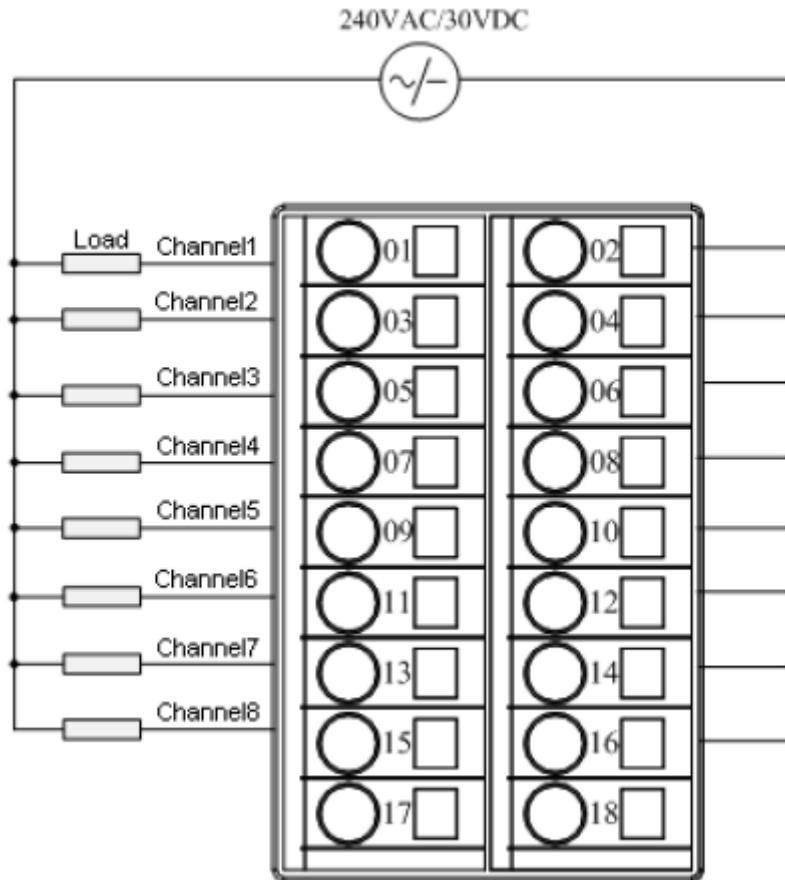 240VAC/30VDC
Load Channel1 01 02
Channel2 03 04
Channel3 05 06
Channel4 07 08
Channel5 09 10
Channel6 11 12
Channel7 13 14
Channel8 15 16
17 18